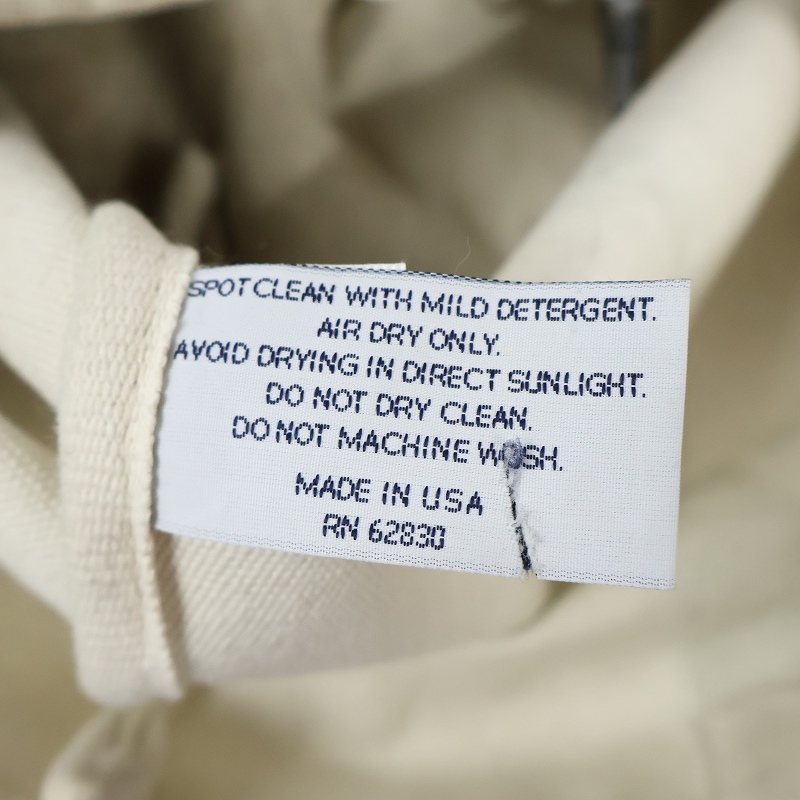 SPOT CLEAN WITH MILD DETERGENT.
AIR DRY ONLY.
AVOID DRYING IN DIRECT SUNLIGHT.
DO NOT DRY CLEAN.
DO NOT MACHINE WASH.
MADE IN USA
RN 62830